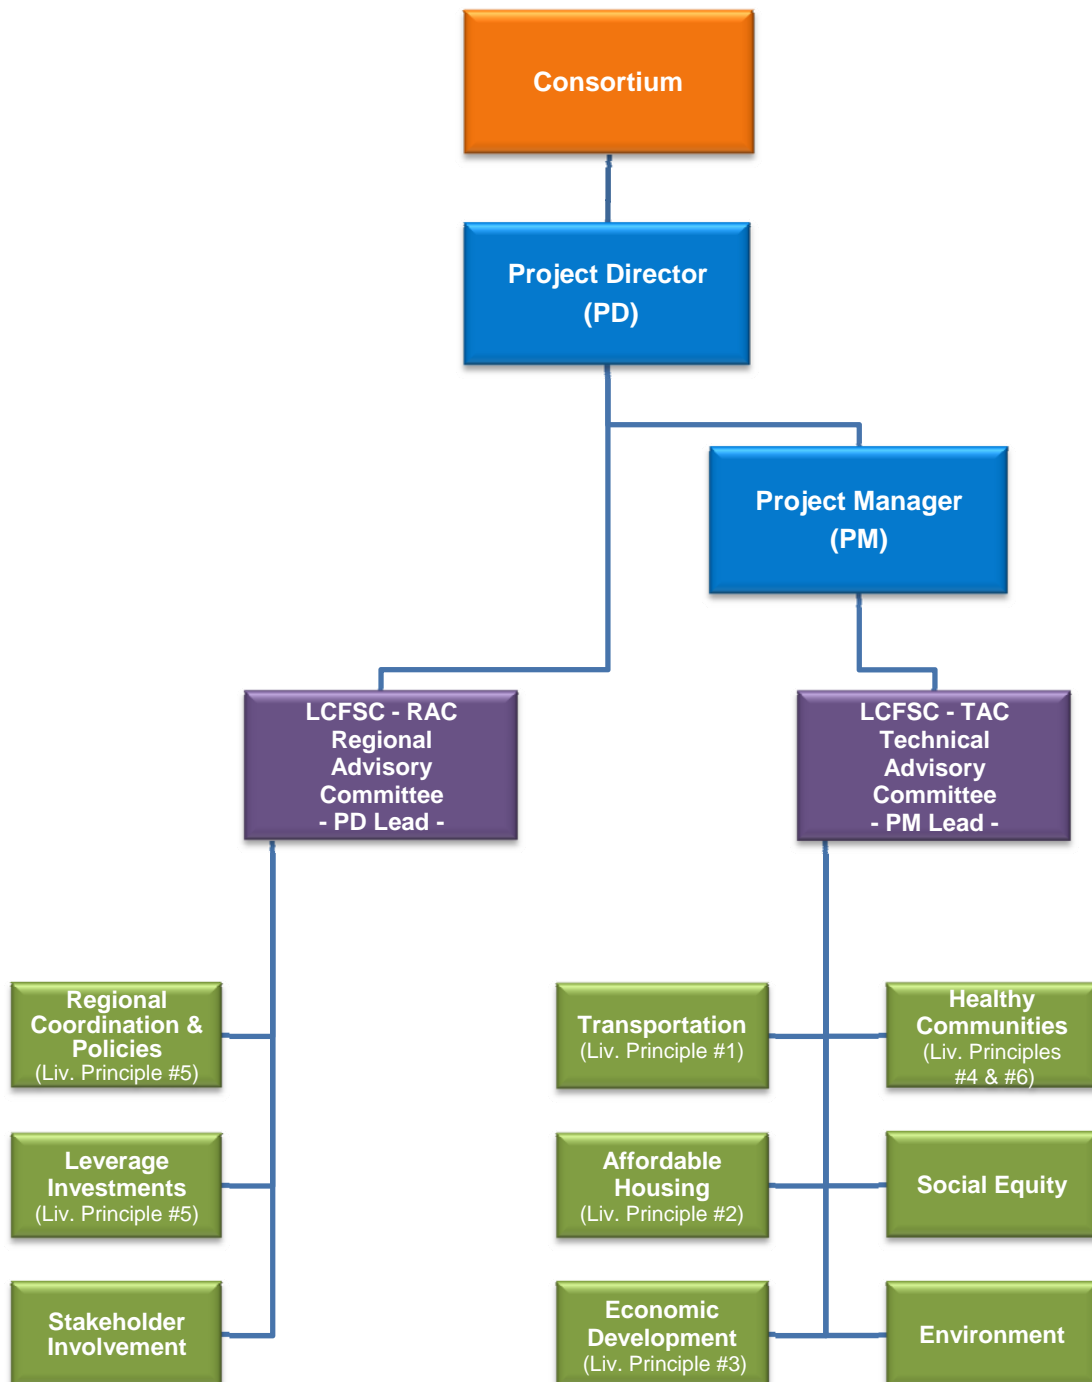 Consortium
Project Director
(PD)
Project Manager
(PM)
LCFSC - RAC
Regional
Advisory
Committee
- PD Lead -
LCFSC - TAC
Technical
Advisory
Committee
- PM Lead -
Regional
Coordination &
Policies
(Liv. Principle #5)
Leverage
Investments
(Liv. Principle #5)
Stakeholder
Involvement
Transportation
(Liv. Principle #1)
Affordable
Housing
(Liv. Principle #2)
Economic
Development
(Liv. Principle #3)
Healthy
Communities
(Liv. Principles
#4 & #6)
Social Equity
Environment